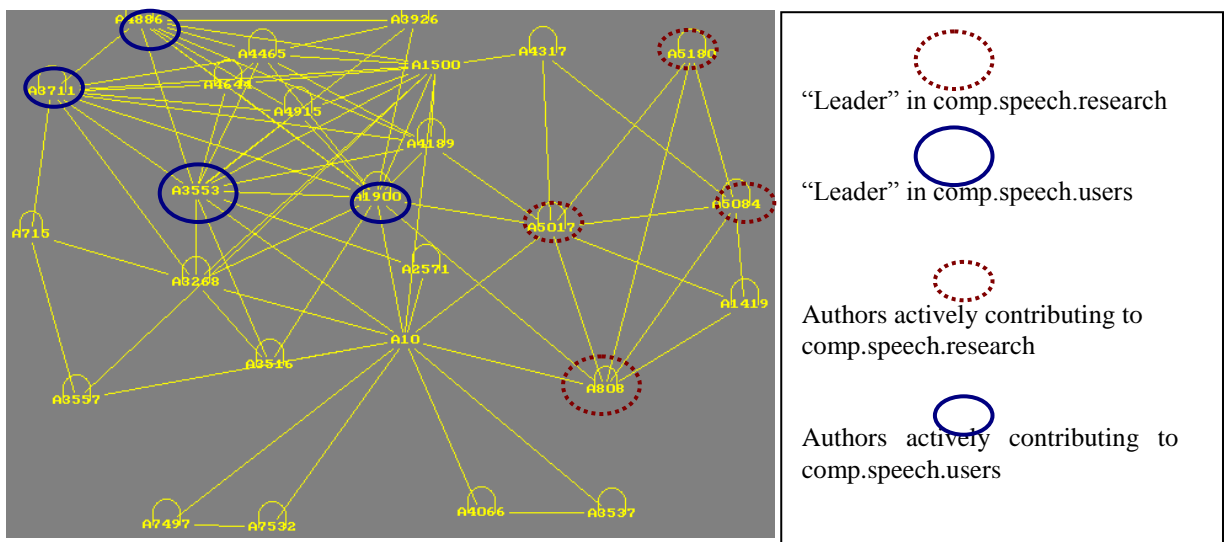 A4886
A3926
A4465
A4317
A5180
A1500
A4644
A3711
A4915
A4189
A3553
A1900
A5084
A715
A5017
A3268
A2571
A1419
A10
A3516
A808
A3557
A7497
A7532
A4066
A3537
“Leader” in comp.speech.research
“Leader” in comp.speech.users
Authors actively contributing to
comp.speech.research
Authors actively contributing to
comp.speech.users